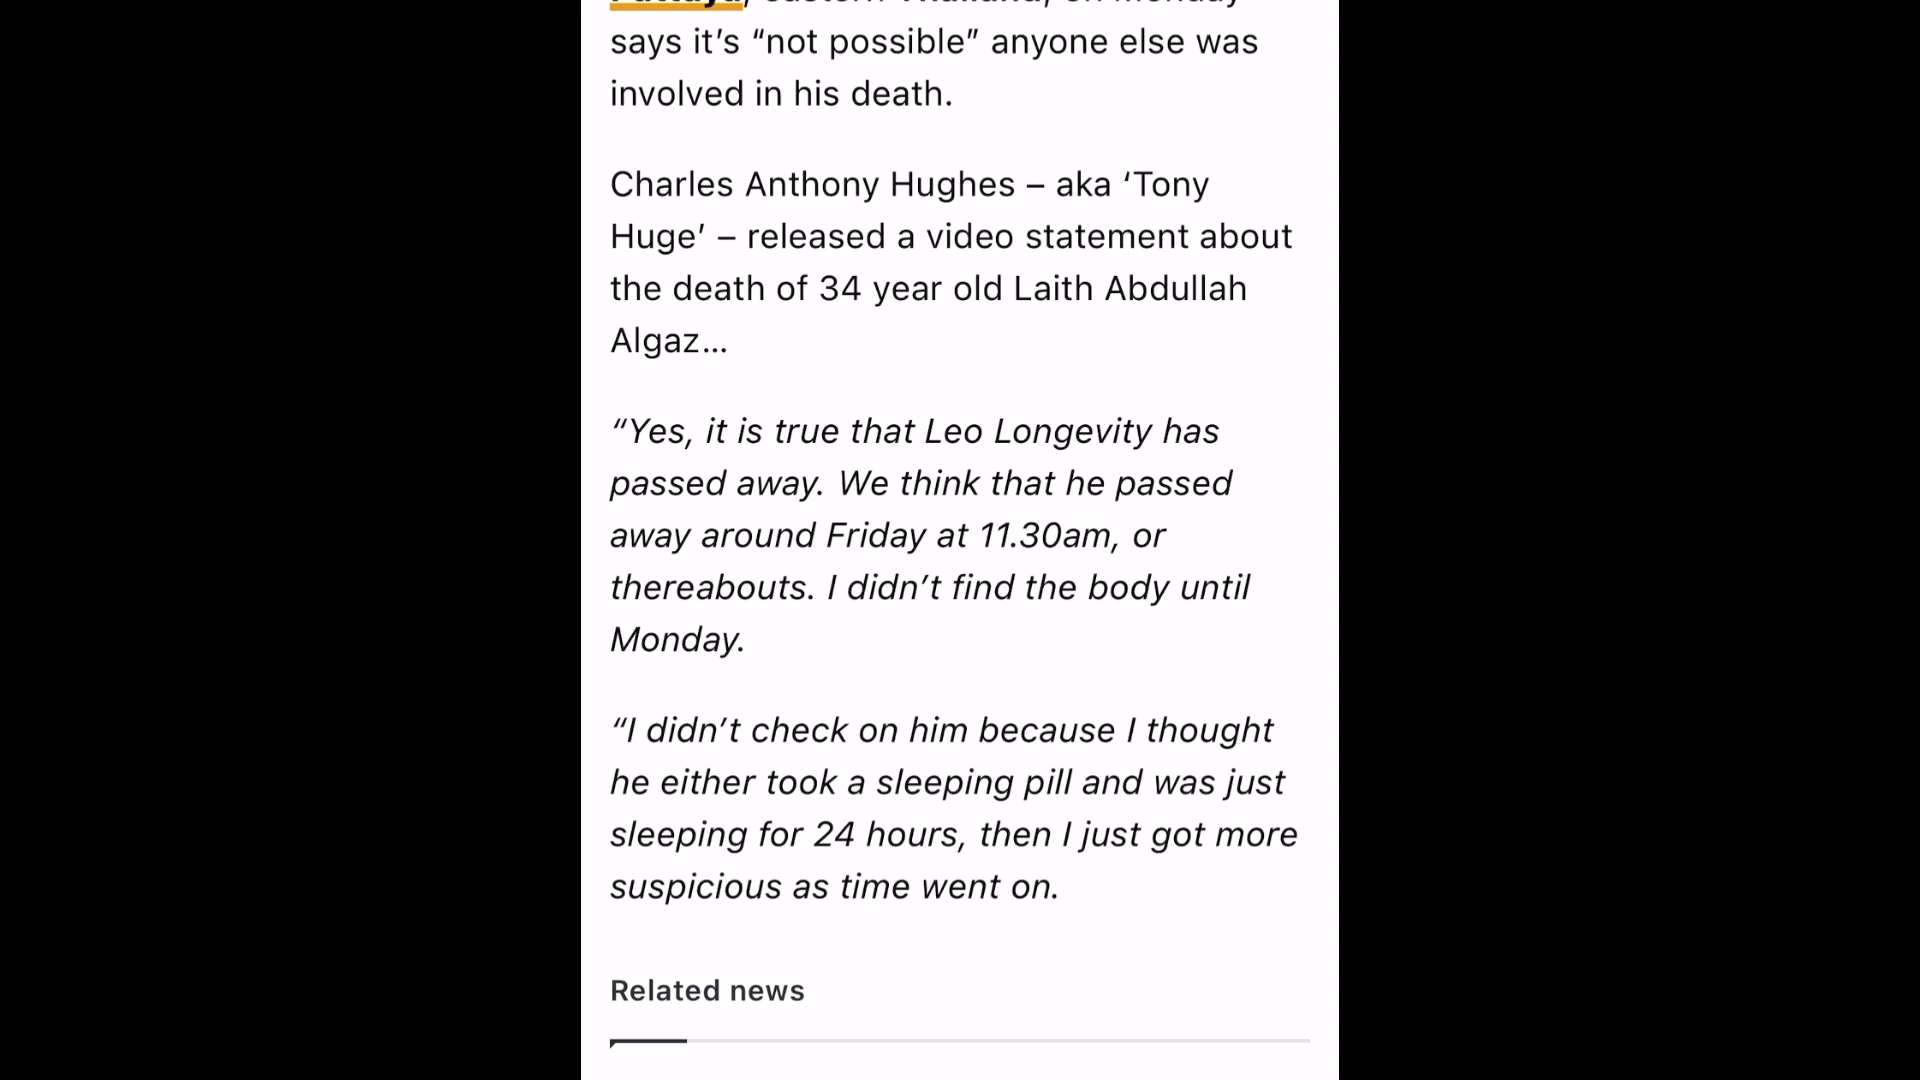 says it’s “not possible” anyone else was
involved in his death.
Charles Anthony Hughes – aka ‘Tony
Huge’ – released a video statement about
the death of 34 year old Laith Abdullah
Algaz…
“Yes, it is true that Leo Longevity has
passed away. We think that he passed
away around Friday at 11.30am, or
thereabouts. I didn’t find the body until
Monday.
“I didn’t check on him because I thought
he either took a sleeping pill and was just
sleeping for 24 hours, then I just got more
suspicious as time went on.
Related news